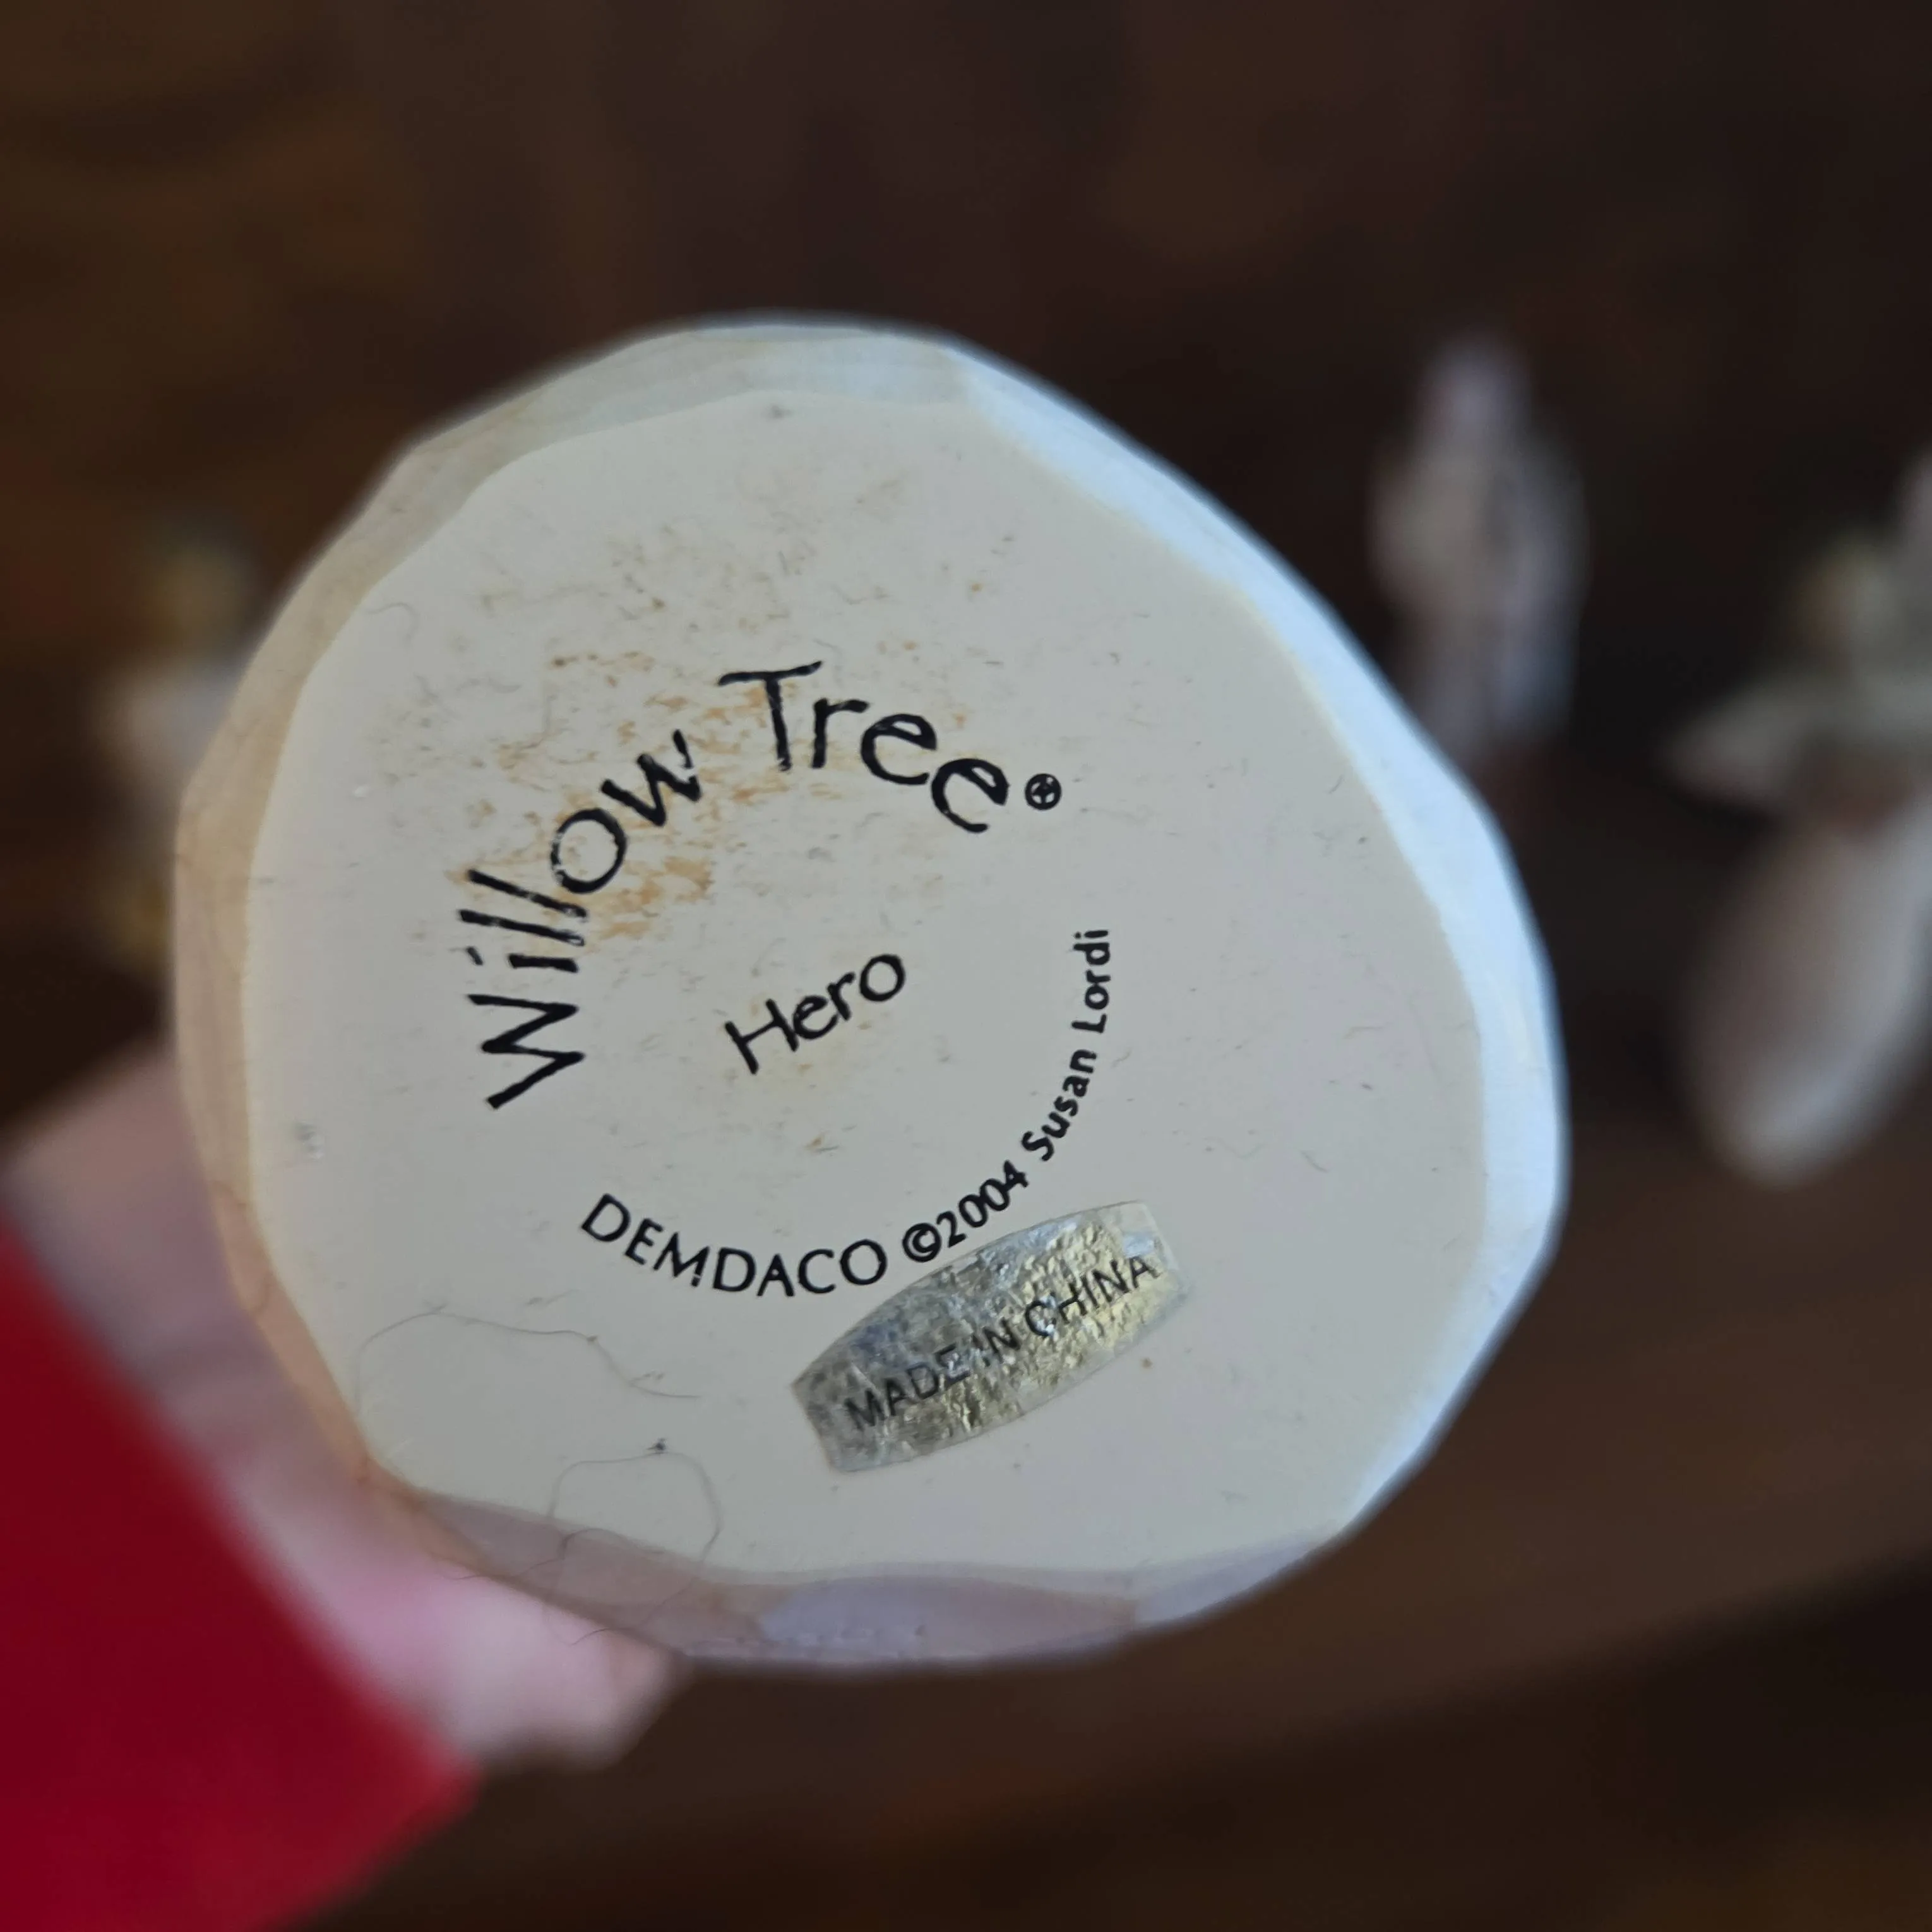 Willow Tree®
Hero
DEMDACO ©2004 Susan Lordi
MADE IN CHINA